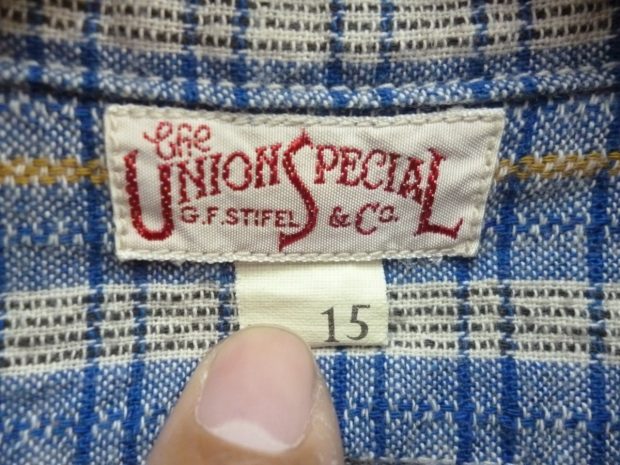 The
UNION SPECIAL
G.F. STIFEL & Co.
15